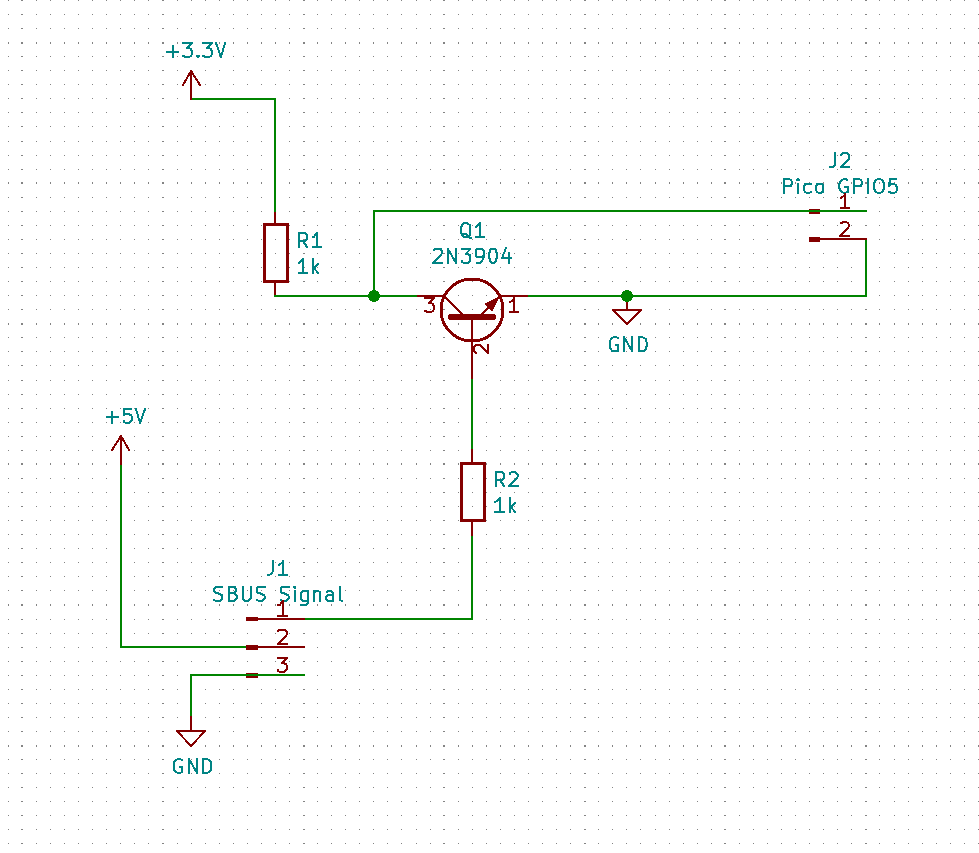 +3.3V
J2
Pica GPIO5
1
2
R1
1k
Q1
2N3904
3
1
2
GND
+5V
R2
1k
J1
SBUS Signal
1
2
3
GND